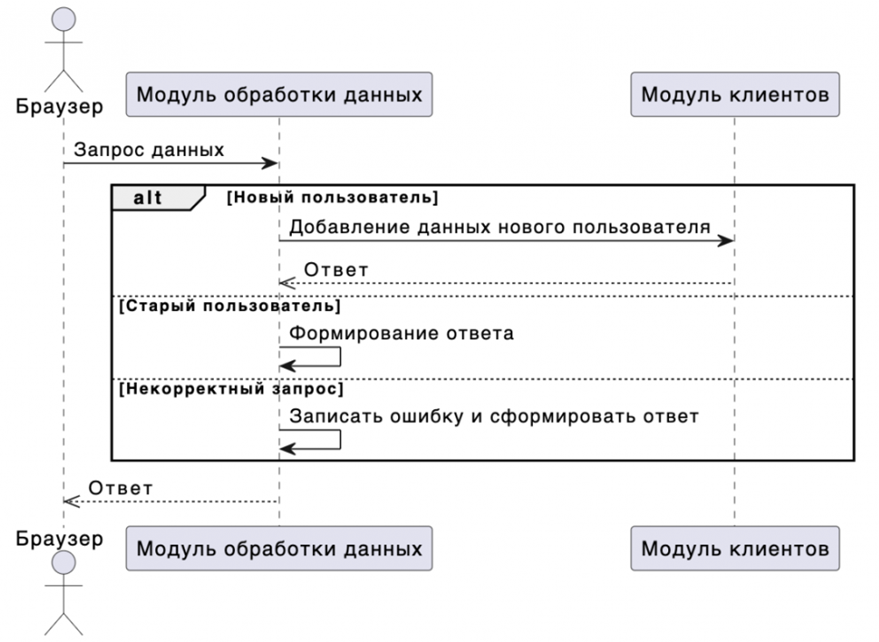 Браузер
Модуль обработки данных
Модуль клиентов
Запрос данных
alt
[Новый пользователь]
Добавление данных нового пользователя
Ответ
[Старый пользователь]
Формирование ответа
[Некорректный запрос]
Записать ошибку и сформировать ответ
Ответ
Браузер
Модуль обработки данных
Модуль клиентов